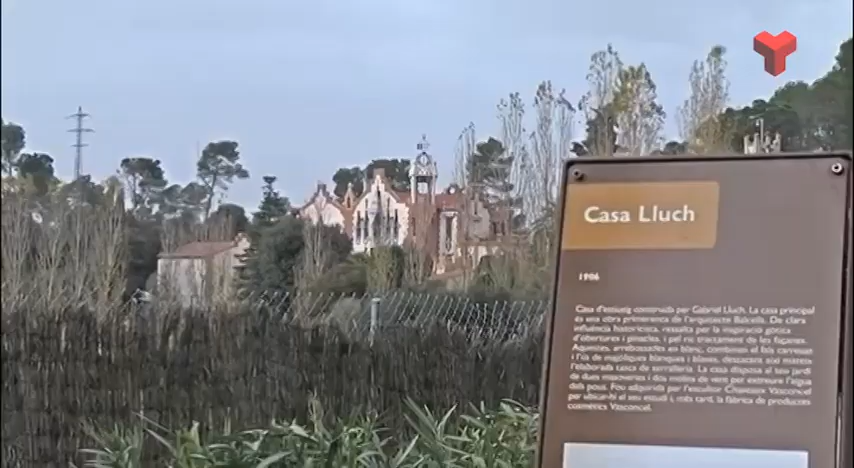 Casa Lluch
1906
Casa d'estiueig construïda per Gabriel Lluch. La casa principal
és una obra primerenca de l'arquitecte Balcells. De clara
influència historicista, ressalta per la inspiració gòtica
d'obertures i pinacles, i pel ric tractament de les façanes.
Aquestes, arrebossades en blanc, combinen el fals carreuat
i l'ús de majòliques blanques i blaves, destacant així mateix
l'elaborada tanca de serralleria. La casa disposa al seu jardí
de dues masoveries i dos molins de vent per extreure l'aigua
dels pous. Fou adquirida per l'escultor Vasconcel
per ubicar-hi el seu estudi i, més tard, la fàbrica de productes
cosmètics Vasconcel.